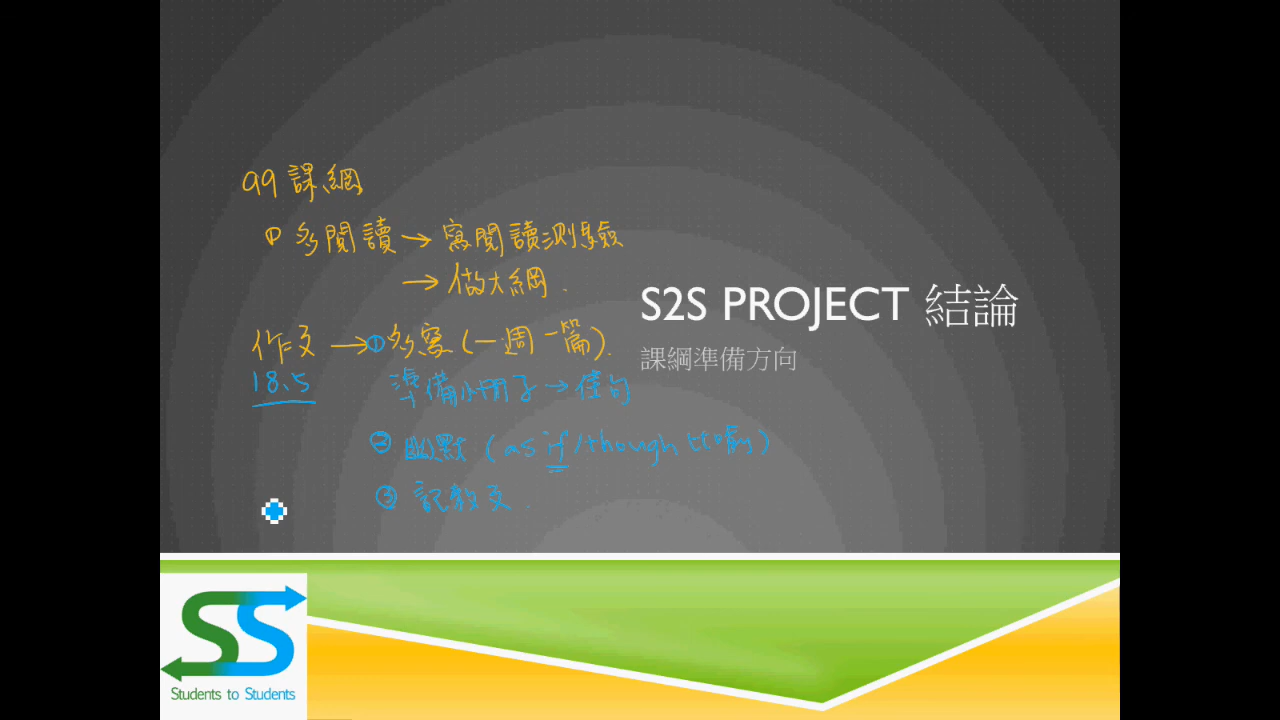 99課綱
① 多閱讀 → 寫閱讀測驗
→ 做大綱.
作文 → ① 多寫 (一週一篇).
18.5 準備小冊子 → 佳句
② 幽默 (as if/though 比喻)
③ 記敘文.
S2S PROJECT 結論
課綱準備方向
SS
Students to Students